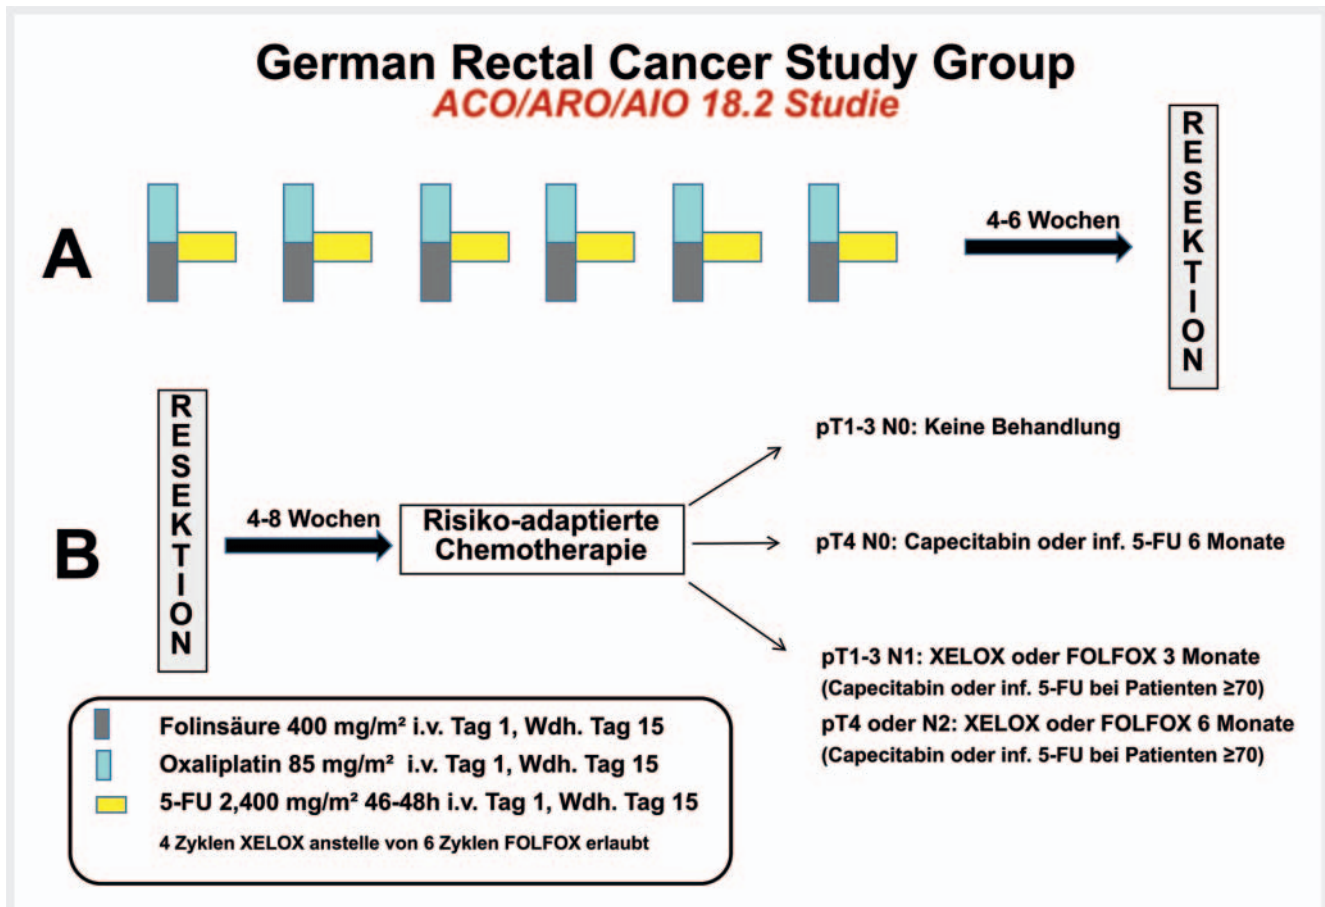 German Rectal Cancer Study Group
ACO/ARO/AIO 18.2 Studie
A
4-6 Wochen
RESEKTION
B
RESEKTION
4-8 Wochen
Risiko-adaptierte
Chemotherapie
pT1-3 N0: Keine Behandlung
pT4 N0: Capecitabin oder inf. 5-FU 6 Monate
pT1-3 N1: XELOX oder FOLFOX 3 Monate
(Capecitabin oder inf. 5-FU bei Patienten ≥70)
pT4 oder N2: XELOX oder FOLFOX 6 Monate
(Capecitabin oder inf. 5-FU bei Patienten ≥70)
Folinsäure 400 mg/m² i.v. Tag 1, Wdh. Tag 15
Oxaliplatin 85 mg/m² i.v. Tag 1, Wdh. Tag 15
5-FU 2,400 mg/m² 46-48h i.v. Tag 1, Wdh. Tag 15
4 Zyklen XELOX anstelle von 6 Zyklen FOLFOX erlaubt